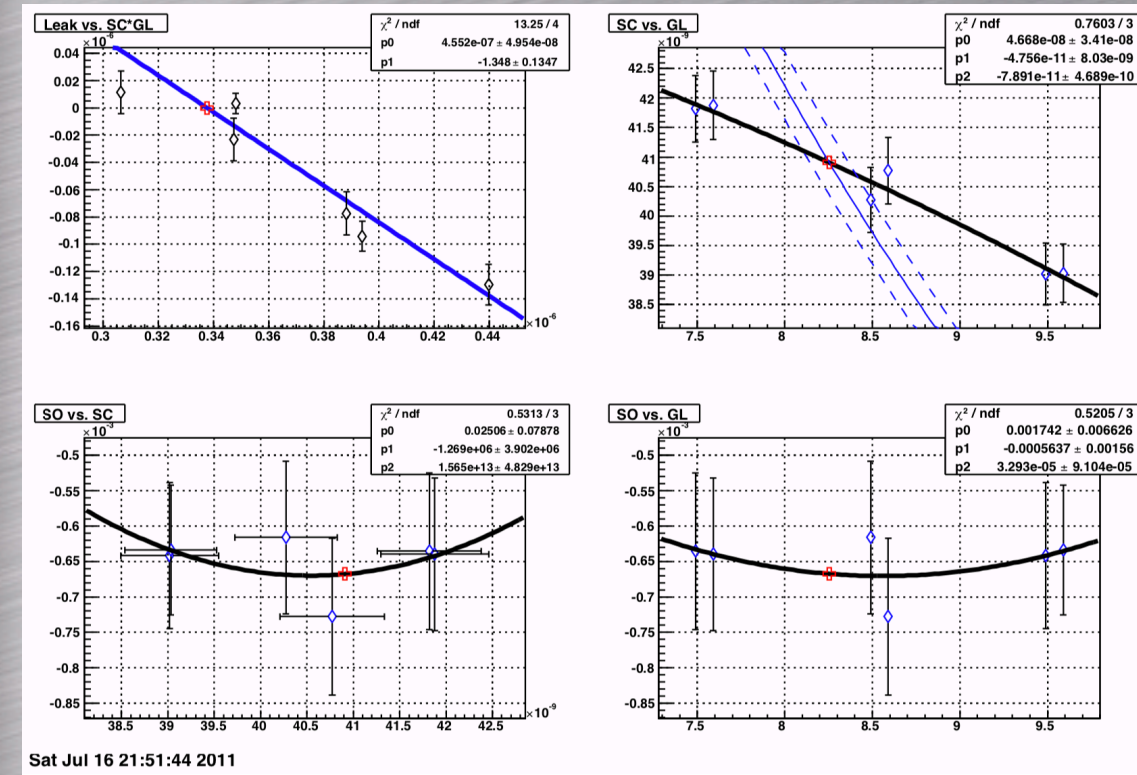 Leak vs. SC*GL
×10⁻⁶
χ² / ndf 13.25 / 4
p0 4.552e-07 ± 4.954e-08
p1 -1.348 ± 0.1347
0.04
0.02
0
-0.02
-0.04
-0.06
-0.08
-0.1
-0.12
-0.14
-0.16
0.3 0.32 0.34 0.36 0.38 0.4 0.42 0.44
×10⁻⁶
SC vs. GL
×10⁻⁹
χ² / ndf 0.7603 / 3
p0 4.668e-08 ± 3.41e-08
p1 -4.756e-11 ± 8.03e-09
p2 -7.891e-11 ± 4.689e-10
42.5
42
41.5
41
40.5
40
39.5
39
38.5
7.5 8 8.5 9 9.5
SO vs. SC
×10⁻³
χ² / ndf 0.5313 / 3
p0 0.02506 ± 0.07878
p1 -1.269e+06 ± 3.902e+06
p2 1.565e+13 ± 4.829e+13
-0.5
-0.55
-0.6
-0.65
-0.7
-0.75
-0.8
-0.85
38.5 39 39.5 40 40.5 41 41.5 42 42.5
×10⁻⁹
SO vs. GL
×10⁻³
χ² / ndf 0.5205 / 3
p0 0.001742 ± 0.006626
p1 -0.0005637 ± 0.00156
p2 3.293e-05 ± 9.104e-05
-0.5
-0.55
-0.6
-0.65
-0.7
-0.75
-0.8
-0.85
7.5 8 8.5 9 9.5
Sat Jul 16 21:51:44 2011